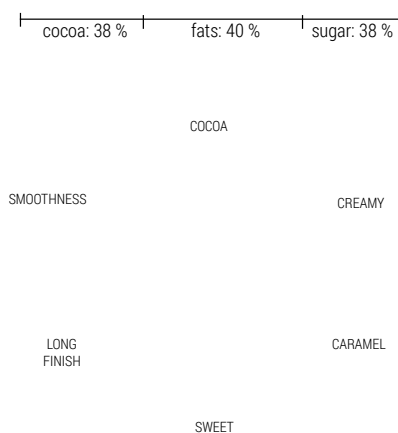 cocoa: 38 % fats: 40 % sugar: 38 %
COCOA
SMOOTHNESS
CREAMY
LONG
FINISH
CARAMEL
SWEET